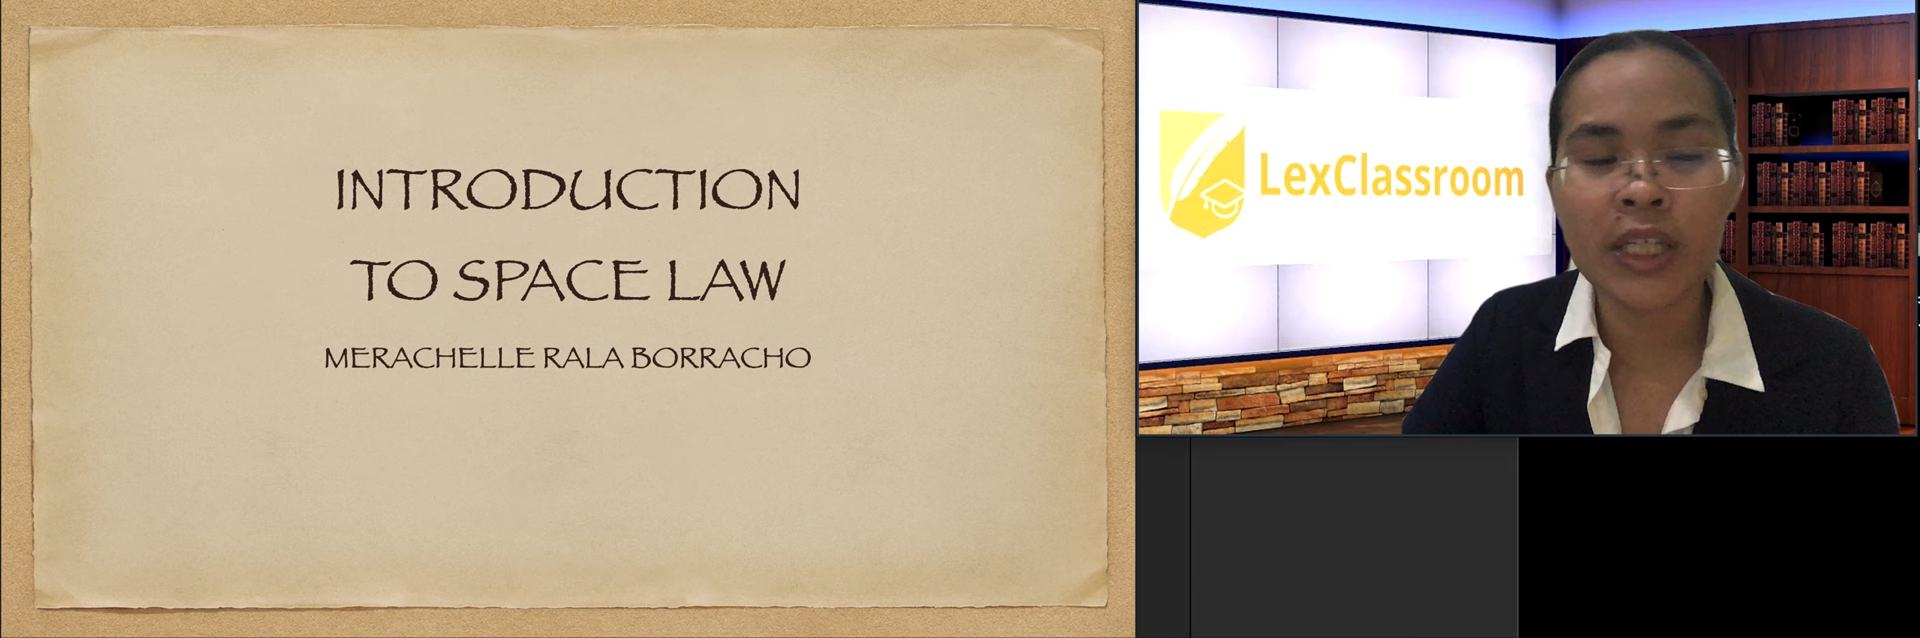 INTRODUCTION
TO SPACE LAW
MERACHELLE RALA BORRACHO
LexClassroom